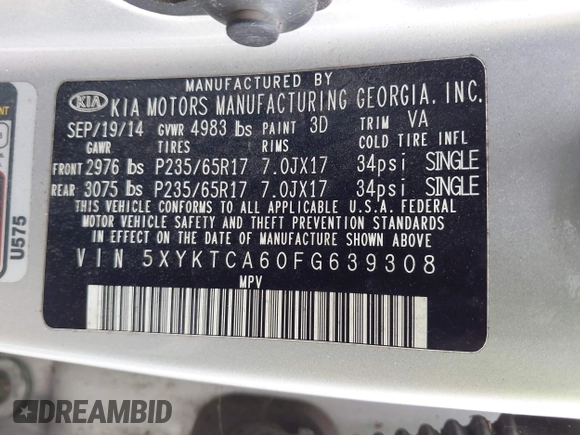 MANUFACTURED BY
KIA KIA MOTORS MANUFACTURING GEORGIA, INC.
SEP/19/14 GVWR 4983 lbs PAINT 3D TRIM VA
GAWR TIRES RIMS COLD TIRE INFL
FRONT 2976 lbs P235/65R17 7.0JX17 34psi SINGLE
REAR 3075 lbs P235/65R17 7.0JX17 34psi SINGLE
THIS VEHICLE CONFORMS TO ALL APPLICABLE U.S.A. FEDERAL
MOTOR VEHICLE SAFETY AND THEFT PREVENTION STANDARDS
IN EFFECT ON THE DATE OF MANUFACTURE SHOWN ABOVE.
VIN 5XYKTCA60FG639308
MPV
U575
DREAMBID